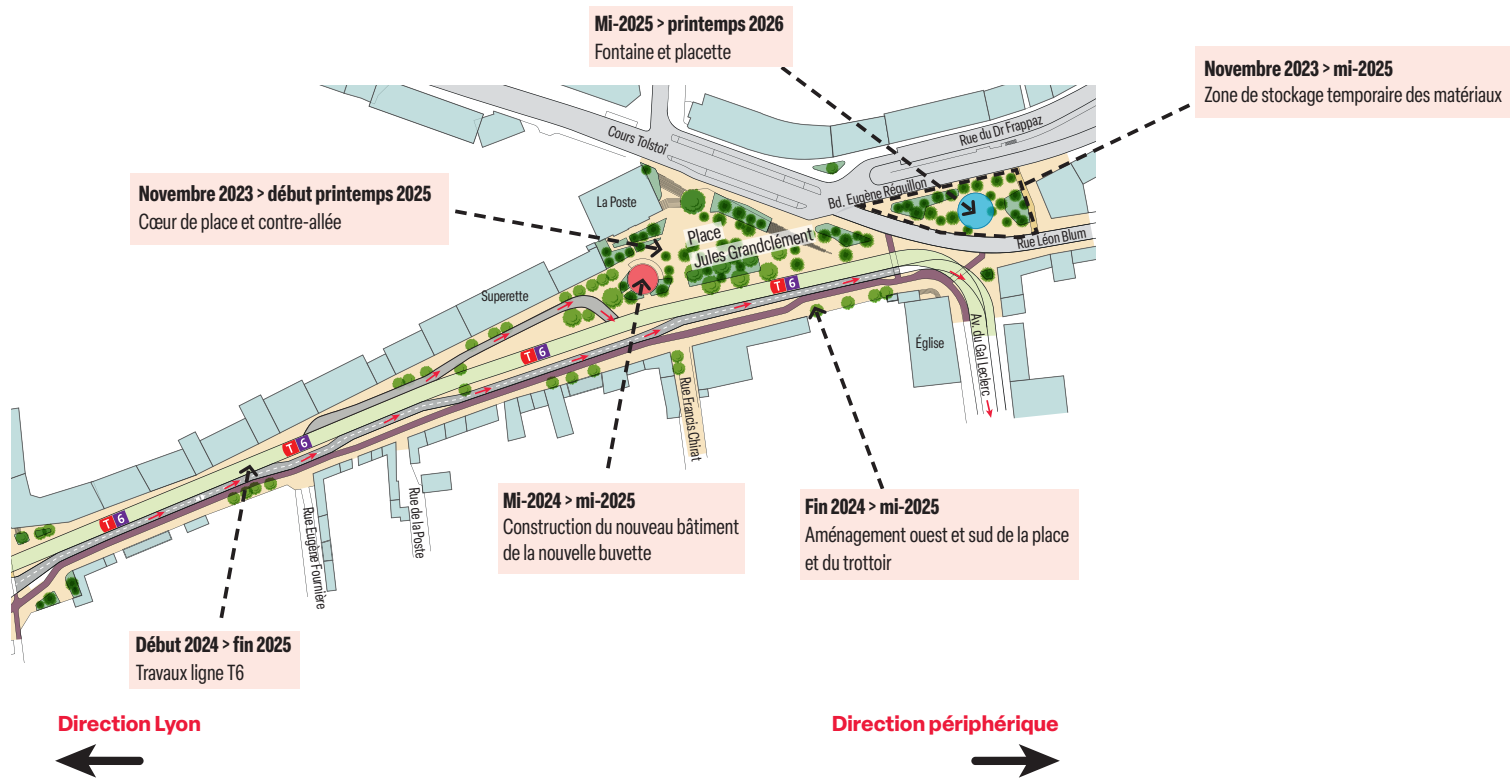 Mi-2025 > printemps 2026
Fontaine et placette
Novembre 2023 > mi-2025
Zone de stockage temporaire des matériaux
Novembre 2023 > début printemps 2025
Cœur de place et contre-allée
Cours Tolstoï
Rue du Dr Frappaz
Bd. Eugène Réguillon
Rue Léon Blum
La Poste
Place
Jules Grandclément
Superette
T 6
T 6
T 6
T 6
Église
Av. du Gal Leclerc
Rue Francis Chirat
Rue de la Poste
Rue Eugène Fournière
Mi-2024 > mi-2025
Construction du nouveau bâtiment
de la nouvelle buvette
Fin 2024 > mi-2025
Aménagement ouest et sud de la place
et du trottoir
Début 2024 > fin 2025
Travaux ligne T6
Direction Lyon
Direction périphérique